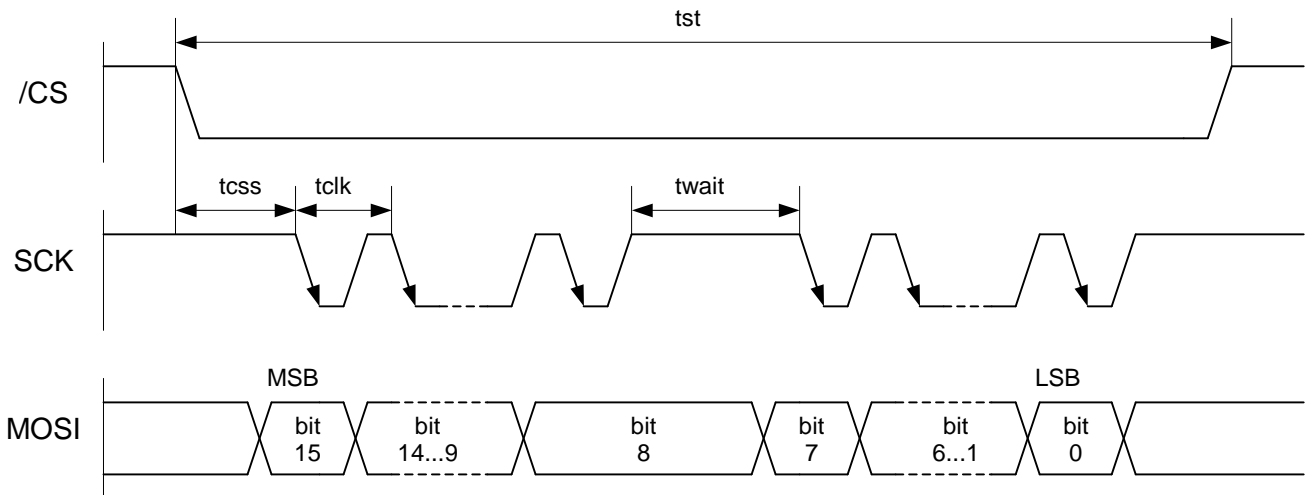 tst
/CS
tcss
tclk
twait
SCK
MSB
LSB
MOSI
bit
15
bit
14...9
bit
8
bit
7
bit
6...1
bit
0